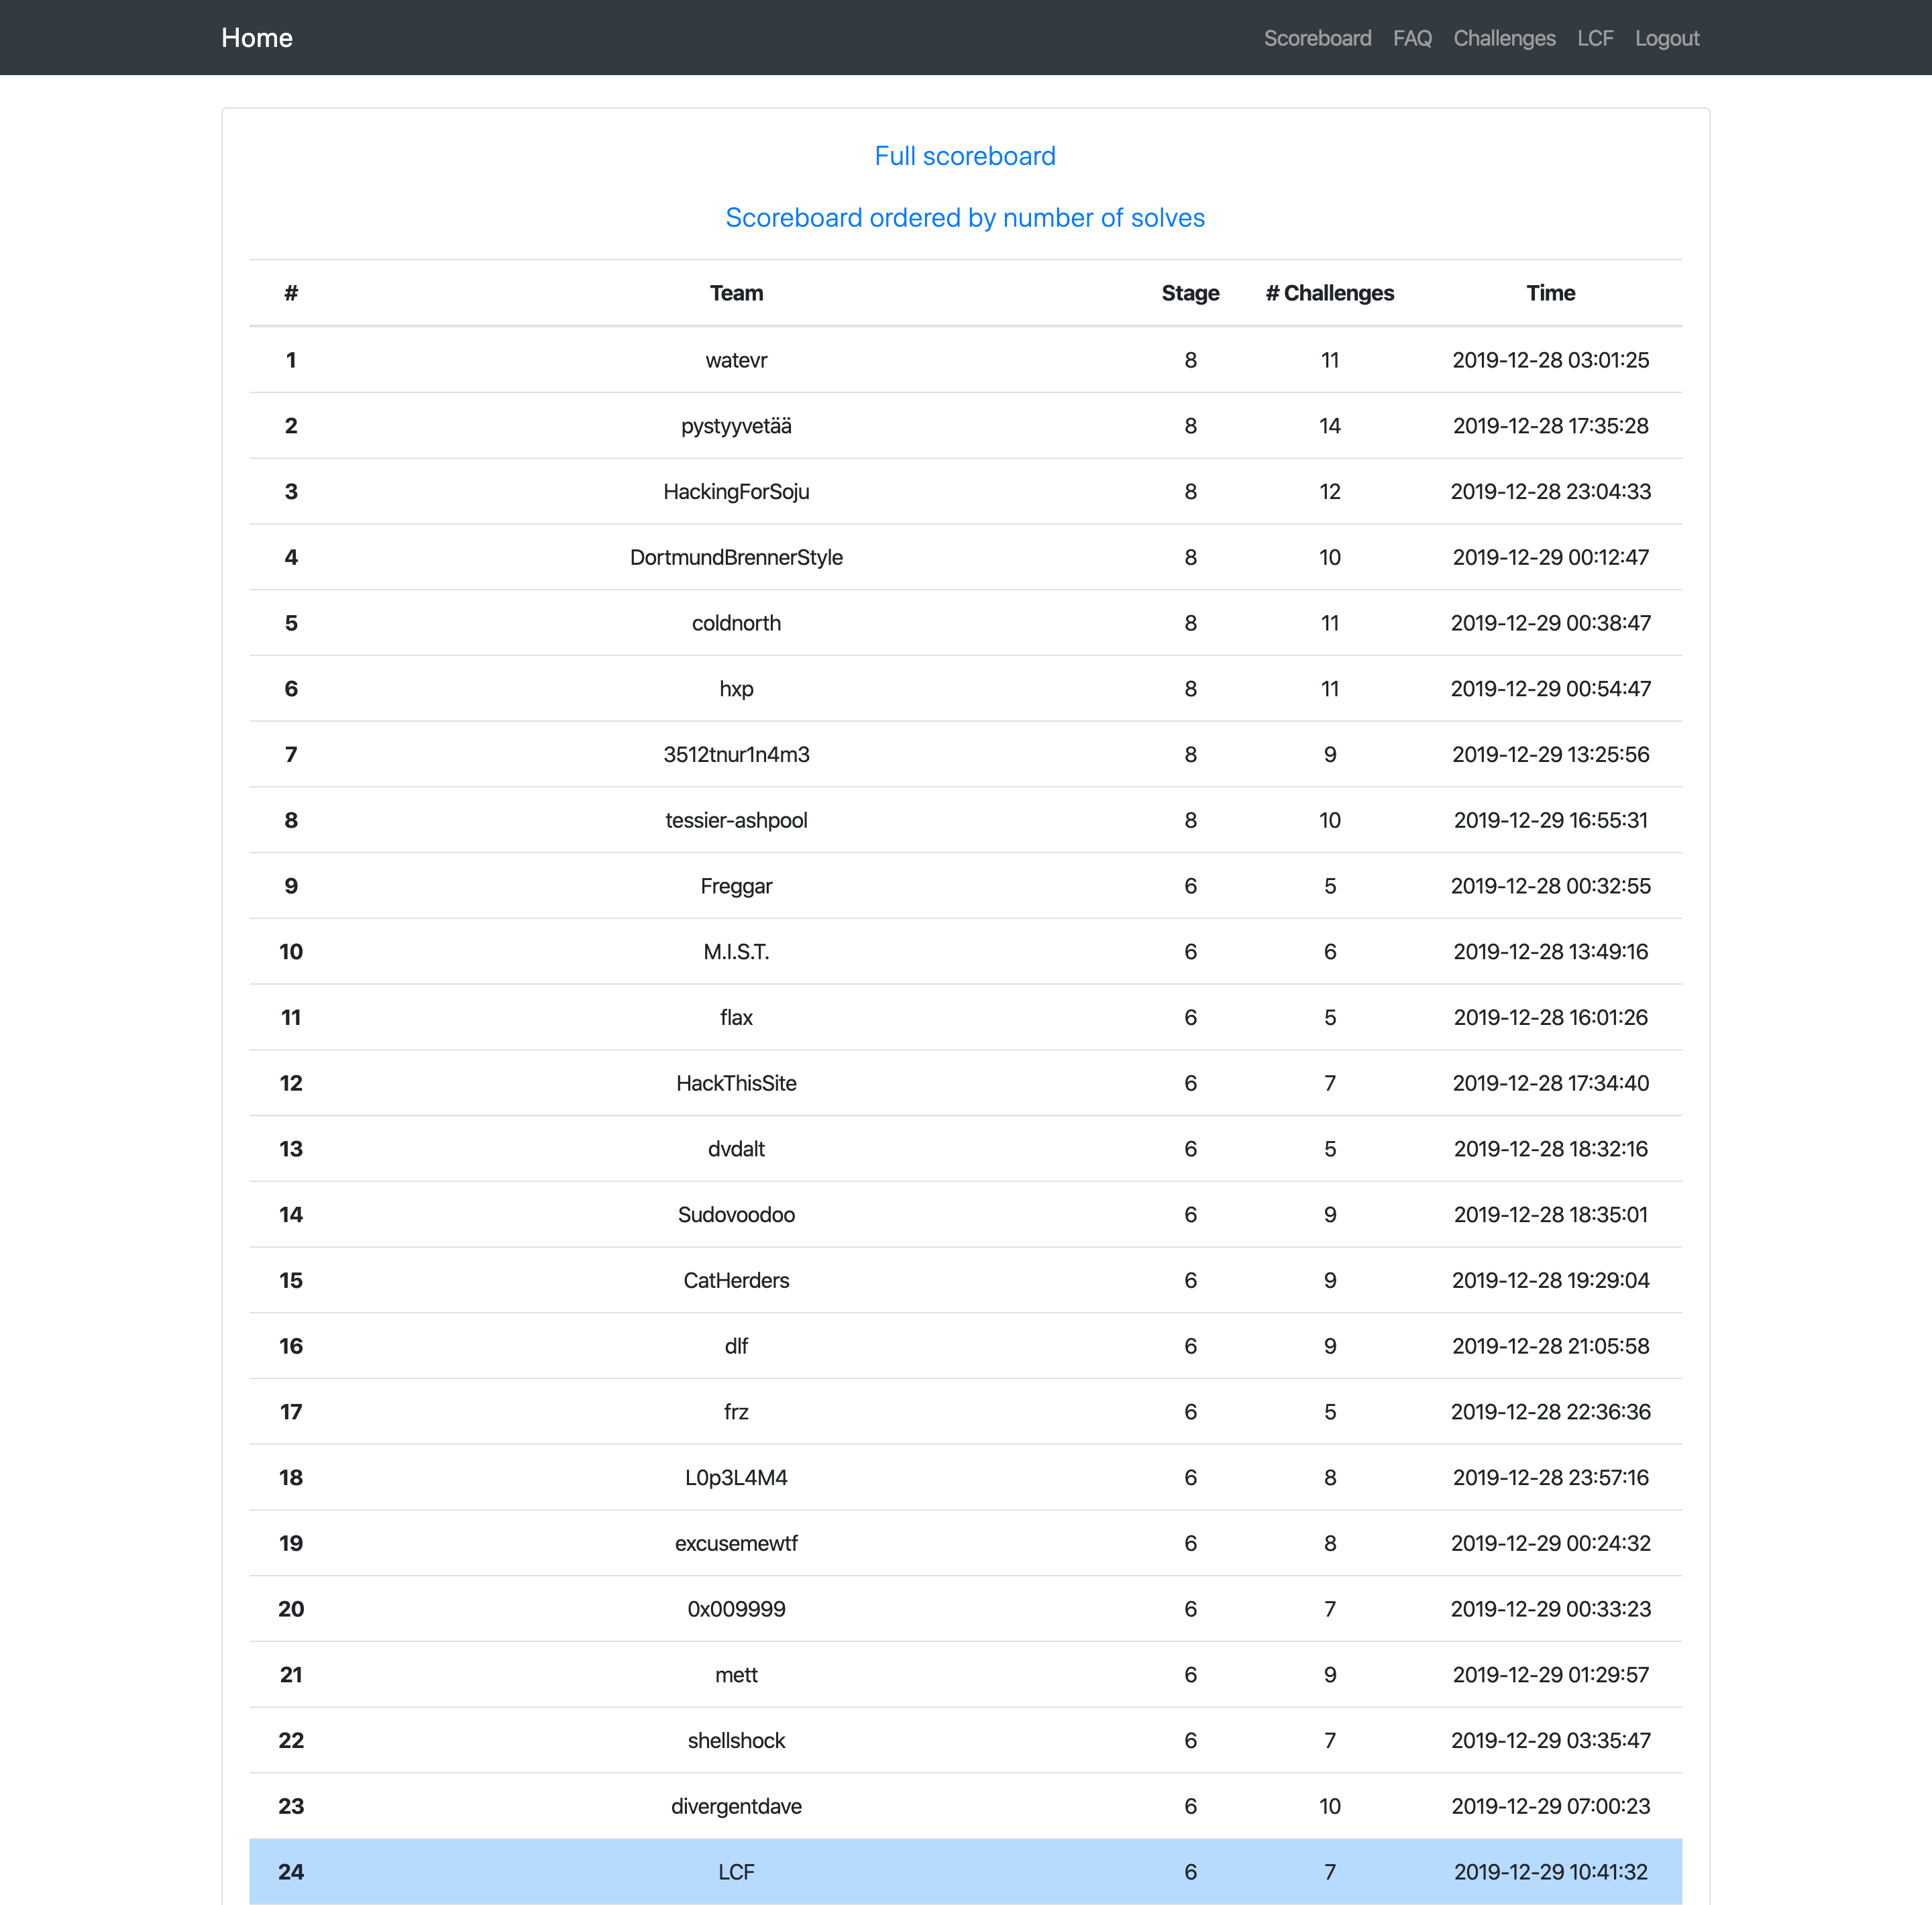 Home Scoreboard FAQ Challenges LCF Logout
Full scoreboard
Scoreboard ordered by number of solves
# Team Stage # Challenges Time
1 watevr 8 11 2019-12-28 03:01:25
2 pystyyvetää 8 14 2019-12-28 17:35:28
3 HackingForSoju 8 12 2019-12-28 23:04:33
4 DortmundBrennerStyle 8 10 2019-12-29 00:12:47
5 coldnorth 8 11 2019-12-29 00:38:47
6 hxp 8 11 2019-12-29 00:54:47
7 3512tnur1n4m3 8 9 2019-12-29 13:25:56
8 tessier-ashpool 8 10 2019-12-29 16:55:31
9 Freggar 6 5 2019-12-28 00:32:55
10 M.I.S.T. 6 6 2019-12-28 13:49:16
11 flax 6 5 2019-12-28 16:01:26
12 HackThisSite 6 7 2019-12-28 17:34:40
13 dvdalt 6 5 2019-12-28 18:32:16
14 Sudovoodoo 6 9 2019-12-28 18:35:01
15 CatHerders 6 9 2019-12-28 19:29:04
16 dlf 6 9 2019-12-28 21:05:58
17 frz 6 5 2019-12-28 22:36:36
18 L0p3L4M4 6 8 2019-12-28 23:57:16
19 excusemewtf 6 8 2019-12-29 00:24:32
20 0x009999 6 7 2019-12-29 00:33:23
21 mett 6 9 2019-12-29 01:29:57
22 shellshock 6 7 2019-12-29 03:35:47
23 divergentdave 6 10 2019-12-29 07:00:23
24 LCF 6 7 2019-12-29 10:41:32